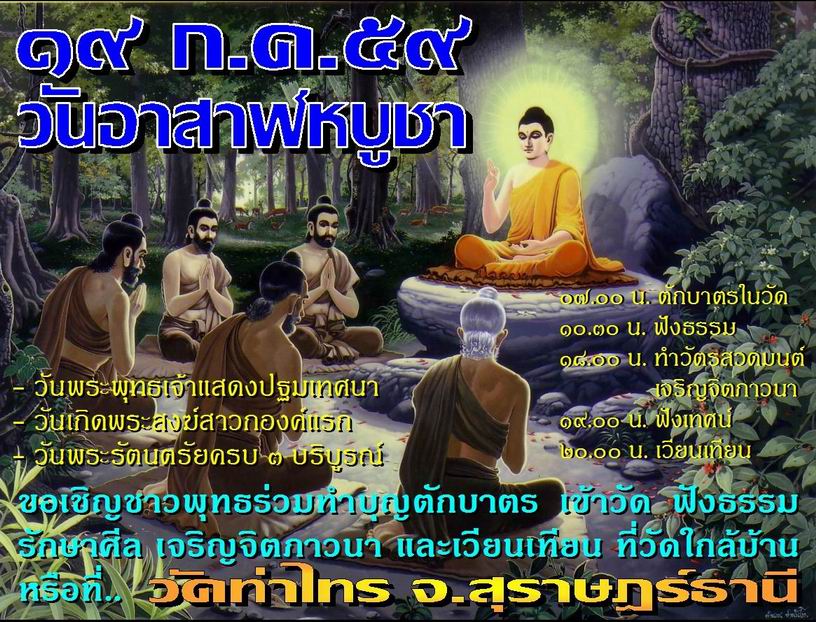 ๑๙ ก.ค.๕๙
วันอาสาฬหบูชา
๐๗.๐๐ น. ตักบาตรในวัด
๑๐.๓๐ น. ฟังธรรม
๑๘.๐๐ น. ทำวัตรสวดมนต์
เจริญจิตภาวนา
๑๙.๐๐ น. ฟังเทศน์
๒๐.๐๐ น. เวียนเทียน
- วันพระพุทธเจ้าแสดงปฐมเทศนา
- วันเกิดพระสงฆ์สาวกองค์แรก
- วันพระรัตนตรัยครบ ๓ บริบูรณ์
ขอเชิญชาวพุทธร่วมทำบุญตักบาตร เข้าวัด ฟังธรรม
รักษาศีล เจริญจิตภาวนา และเวียนเทียน ที่วัดใกล้บ้าน
หรือที่.. วัดท่าไทร จ.สุราษฎร์ธานี